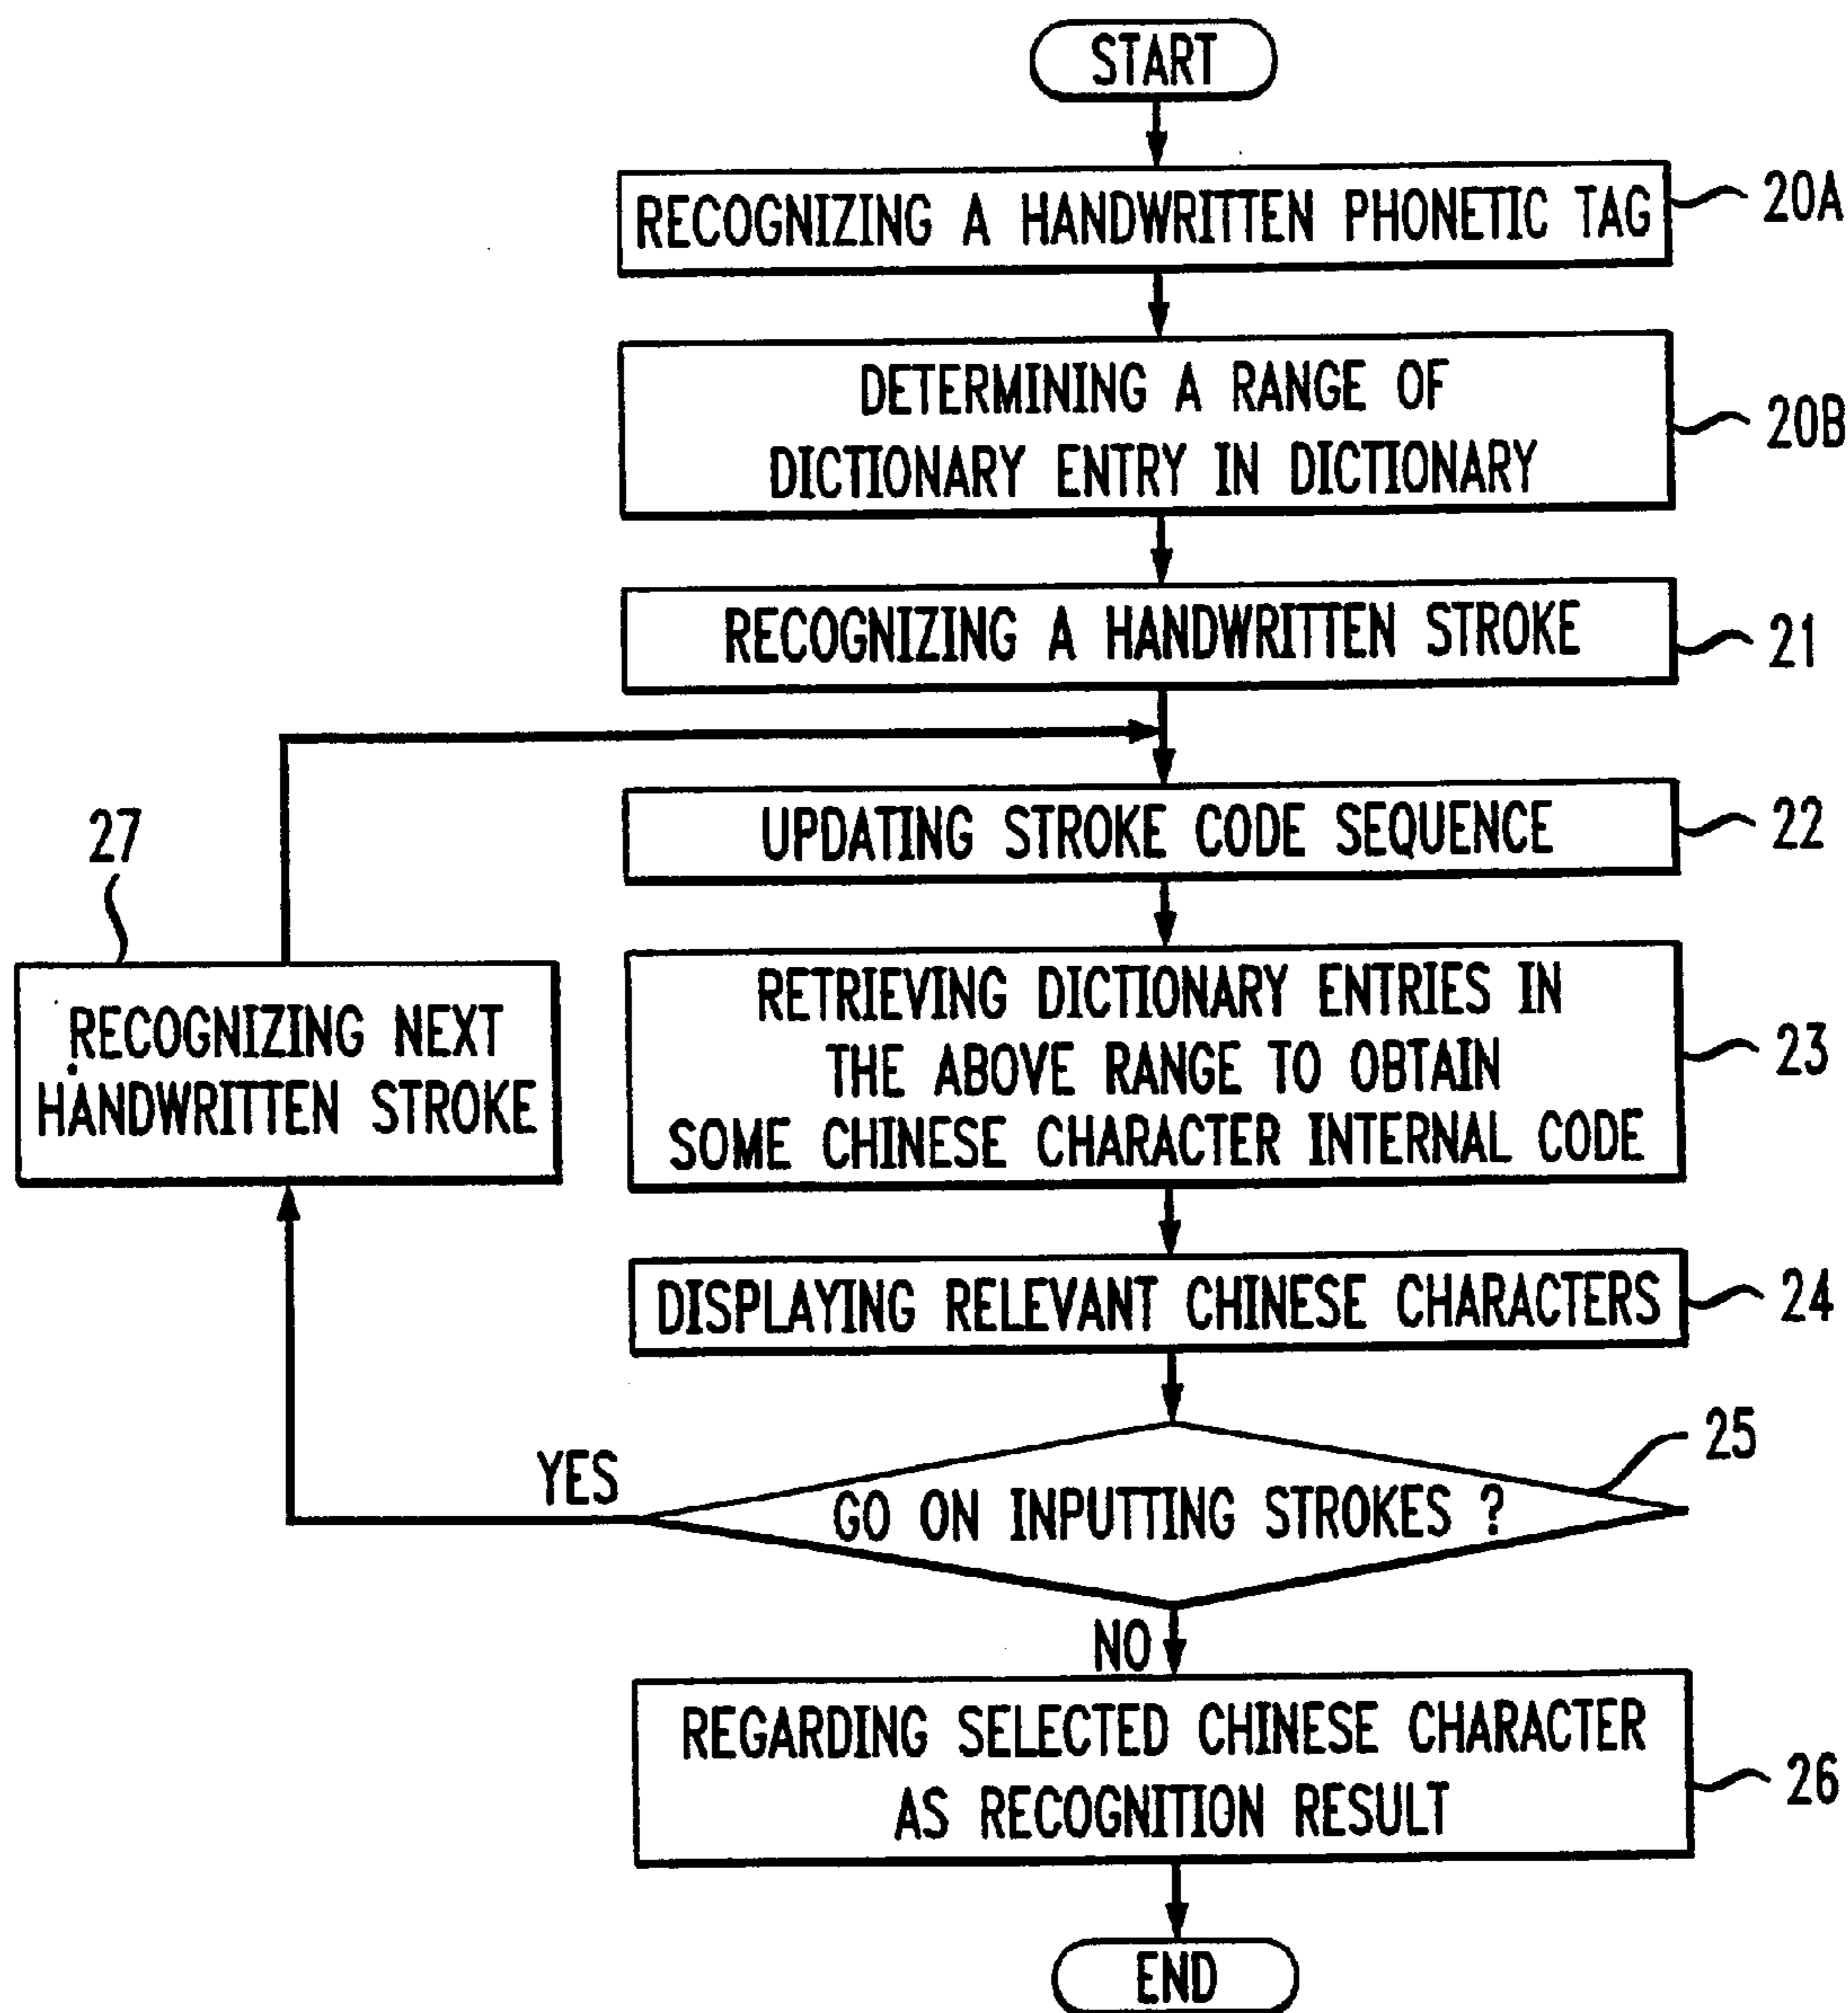 START
RECOGNIZING A HANDWRITTEN PHONETIC TAG
20A
DETERMINING A RANGE OF
DICTIONARY ENTRY IN DICTIONARY
20B
RECOGNIZING A HANDWRITTEN STROKE
21
UPDATING STROKE CODE SEQUENCE
22
27
RECOGNIZING NEXT
HANDWRITTEN STROKE
RETRIEVING DICTIONARY ENTRIES IN
THE ABOVE RANGE TO OBTAIN
SOME CHINESE CHARACTER INTERNAL CODE
23
DISPLAYING RELEVANT CHINESE CHARACTERS
24
YES
GO ON INPUTTING STROKES ?
25
NO
REGARDING SELECTED CHINESE CHARACTER
AS RECOGNITION RESULT
26
END